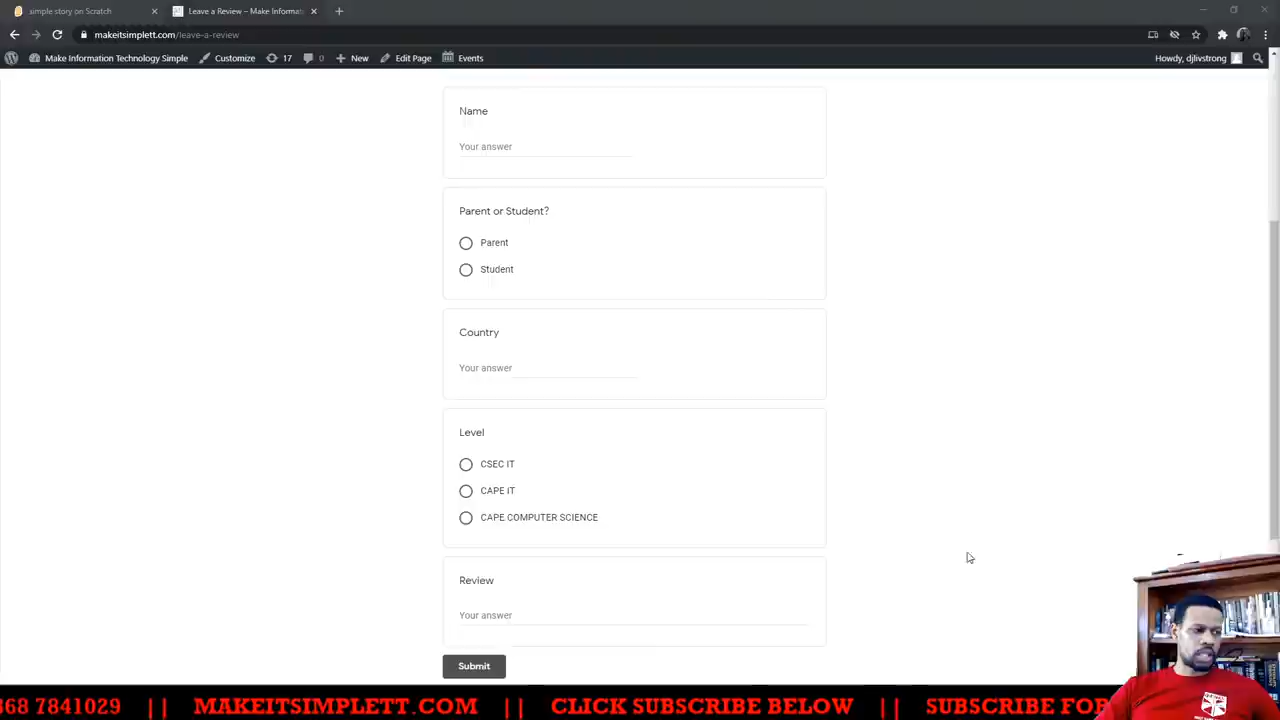 simple story on Scratch
Leave a Review – Make Informat
makeitsimplett.com/leave-a-review
Make Information Technology Simple
Customize
17
0
New
Edit Page
Events
Howdy, djlivstrong
Name
Your answer
Parent or Student?
Parent
Student
Country
Your answer
Level
CSEC IT
CAPE IT
CAPE COMPUTER SCIENCE
Review
Your answer
Submit
868 7841029 || MAKEITSIMPLETT.COM || CLICK SUBSCRIBE BELOW || SUBSCRIBE FOR